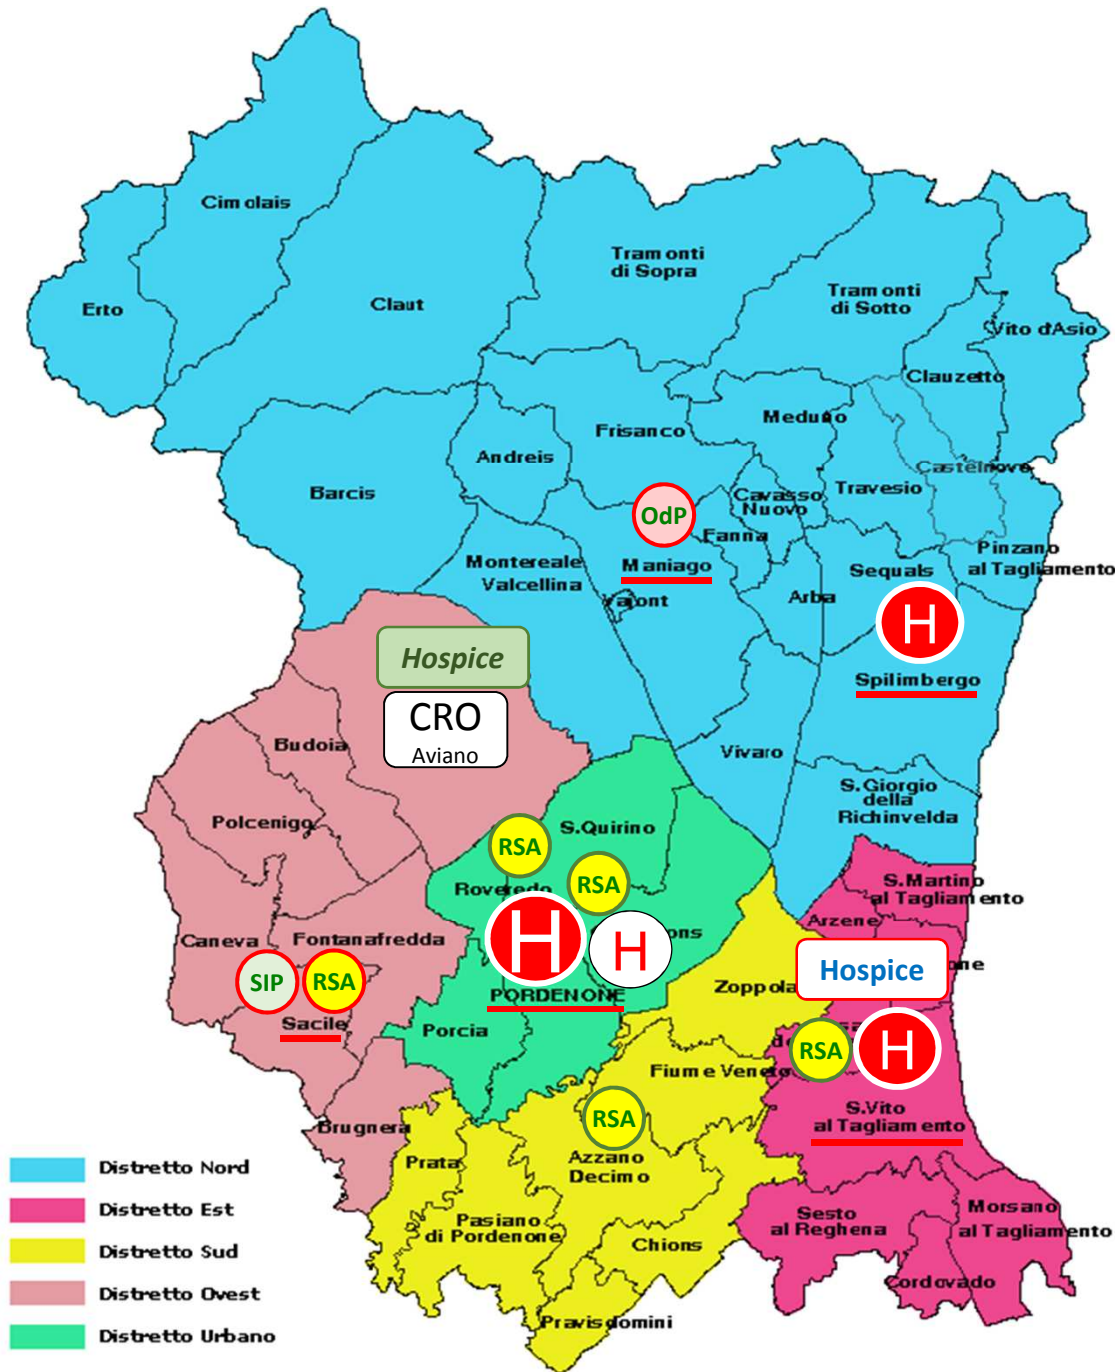 Cimolais
Erto
Claut
Tramonti
di Sopra
Tramonti
di Sotto
Vito d'Asio
Clauzetto
Meduno
Frisanco
Andreis
Barcis
Castelnovo
Travesio
Cavasso
Nuovo
OdP
Fanna
Montereale
Valcellina
Maniago
Vajont
Arba
Sequals
Pinzano
al Tagliamento
H
Spilimbergo
Hospice
CRO
Aviano
Budoia
Polcenigo
Vivaro
S.Giorgio
della
Richinvelda
S.Quirino
RSA
RSA
Roveredo
S.Martino
al Tagliamento
Arzene
Caneva
Fontanafredda
H
H
ons
one
Hospice
SIP
RSA
Sacile
PORDENONE
Zoppola
Porcia
sa
de
RSA
H
Fiume Veneto
S.Vito
al Tagliamento
RSA
Brugnera
Prata
Azzano
Decimo
Pasiano
di Pordenone
Chions
Sesto
al Reghena
Morsano
al Tagliamento
Cordovado
Pravisdomini
Distretto Nord
Distretto Est
Distretto Sud
Distretto Ovest
Distretto Urbano